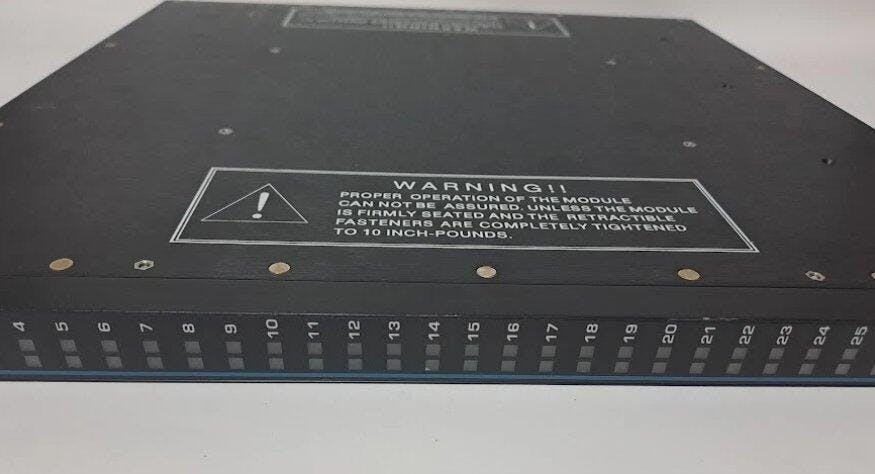 WARNING!!
PROPER OPERATION OF THE MODULE
CAN NOT BE ASSURED. UNLESS THE MODULE
IS FIRMLY SEATED AND THE RETRACTIBLE
FASTENERS ARE COMPLETELY TIGHTENED
TO 10 INCH-POUNDS.
4 5 6 7 8 9 10 11 12 13 14 15 16 17 18 19 20 21 22 23 24 25